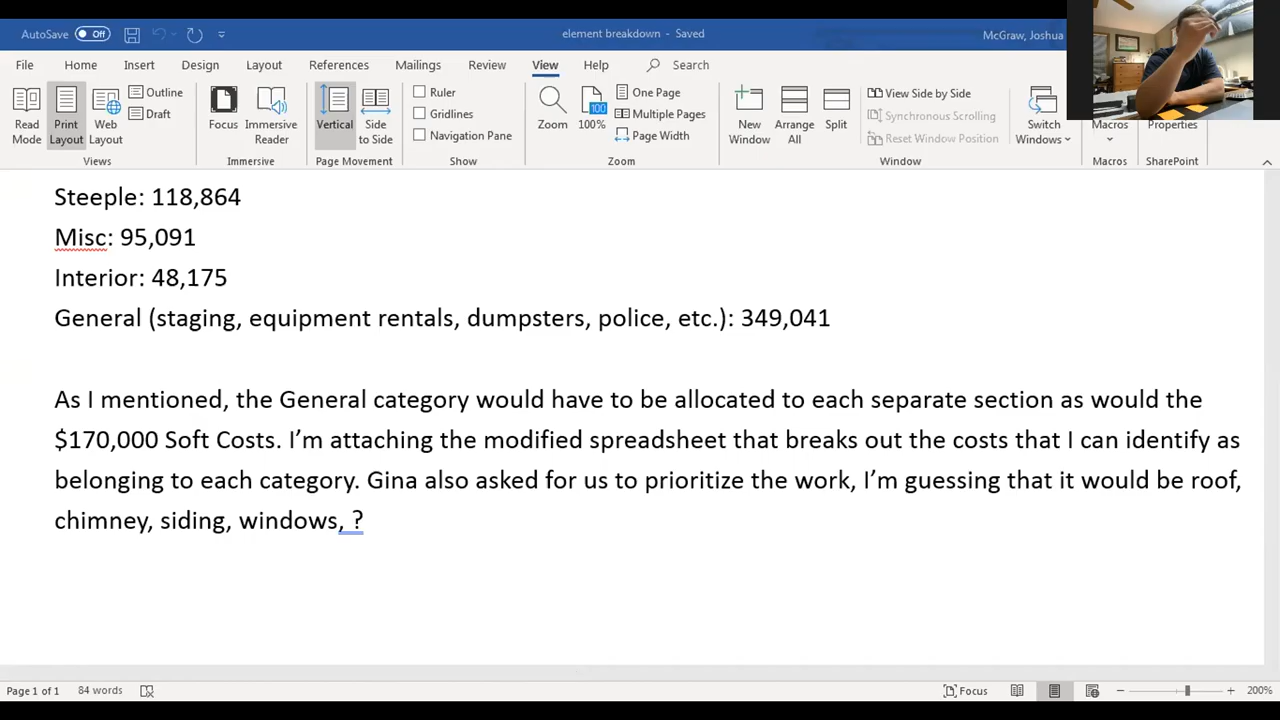 AutoSave Off
element breakdown - Saved
McGraw, Joshua
File Home Insert Design Layout References Mailings Review View Help Search
Read Mode
Print Layout
Web Layout
Outline
Draft
Views
Focus
Immersive Reader
Immersive
Vertical
Side to Side
Page Movement
Ruler
Gridlines
Navigation Pane
Show
Zoom
100
100%
One Page
Multiple Pages
Page Width
Zoom
New Window
Arrange All
Split
View Side by Side
Synchronous Scrolling
Reset Window Position
Window
Switch Windows
Macros
Macros
Properties
SharePoint
Steeple: 118,864
Misc: 95,091
Interior: 48,175
General (staging, equipment rentals, dumpsters, police, etc.): 349,041
As I mentioned, the General category would have to be allocated to each separate section as would the
$170,000 Soft Costs. I’m attaching the modified spreadsheet that breaks out the costs that I can identify as
belonging to each category. Gina also asked for us to prioritize the work, I’m guessing that it would be roof,
chimney, siding, windows, ?
Page 1 of 1 84 words Focus 200%